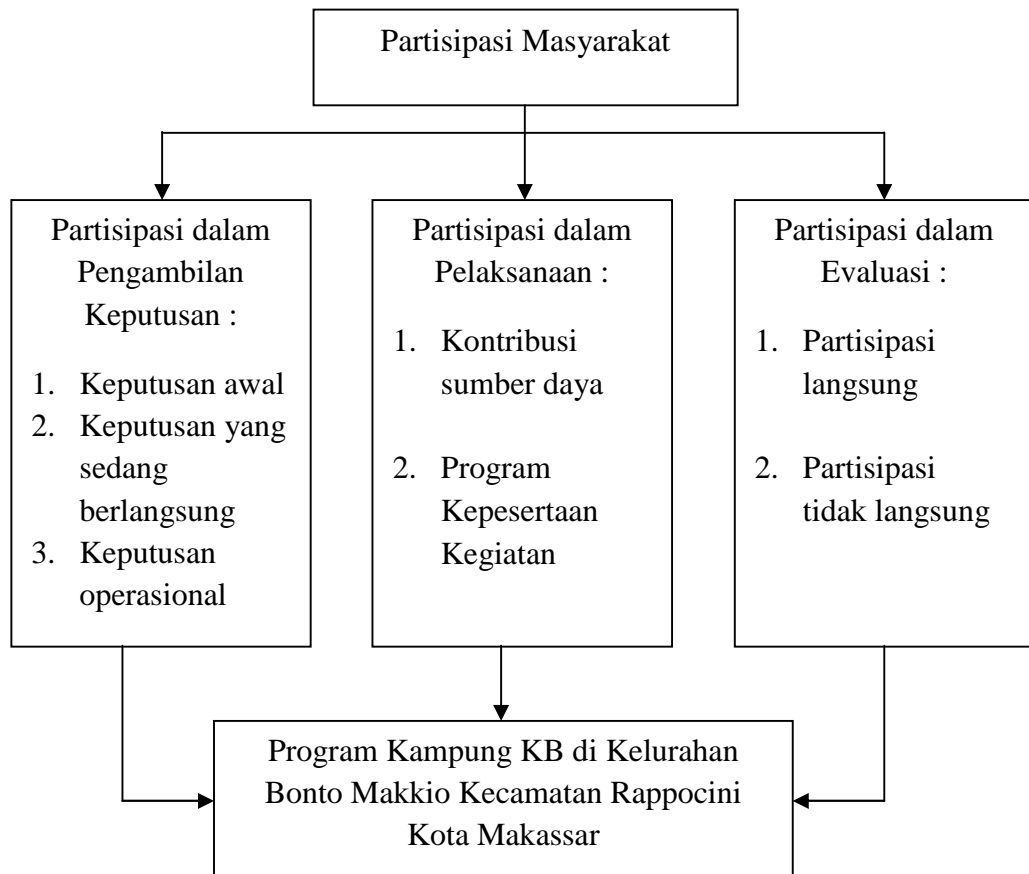 Partisipasi Masyarakat
Partisipasi dalam
Pengambilan
Keputusan :
1. Keputusan awal
2. Keputusan yang
sedang
berlangsung
3. Keputusan
operasional
Partisipasi dalam
Pelaksanaan :
1. Kontribusi
sumber daya
2. Program
Kepesertaan
Kegiatan
Partisipasi dalam
Evaluasi :
1. Partisipasi
langsung
2. Partisipasi
tidak langsung
Program Kampung KB di Kelurahan
Bonto Makkio Kecamatan Rappocini
Kota Makassar